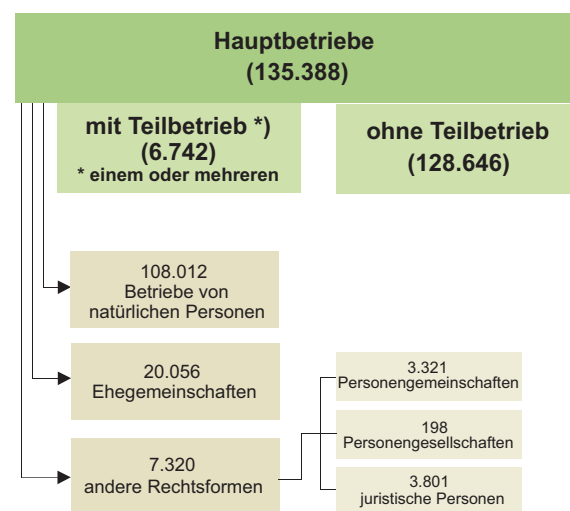 Hauptbetriebe
(135.388)
mit Teilbetrieb *)
(6.742)
* einem oder mehreren
ohne Teilbetrieb
(128.646)
108.012
Betriebe von
natürlichen Personen
20.056
Ehegemeinschaften
7.320
andere Rechtsformen
3.321
Personengemeinschaften
198
Personengesellschaften
3.801
juristische Personen